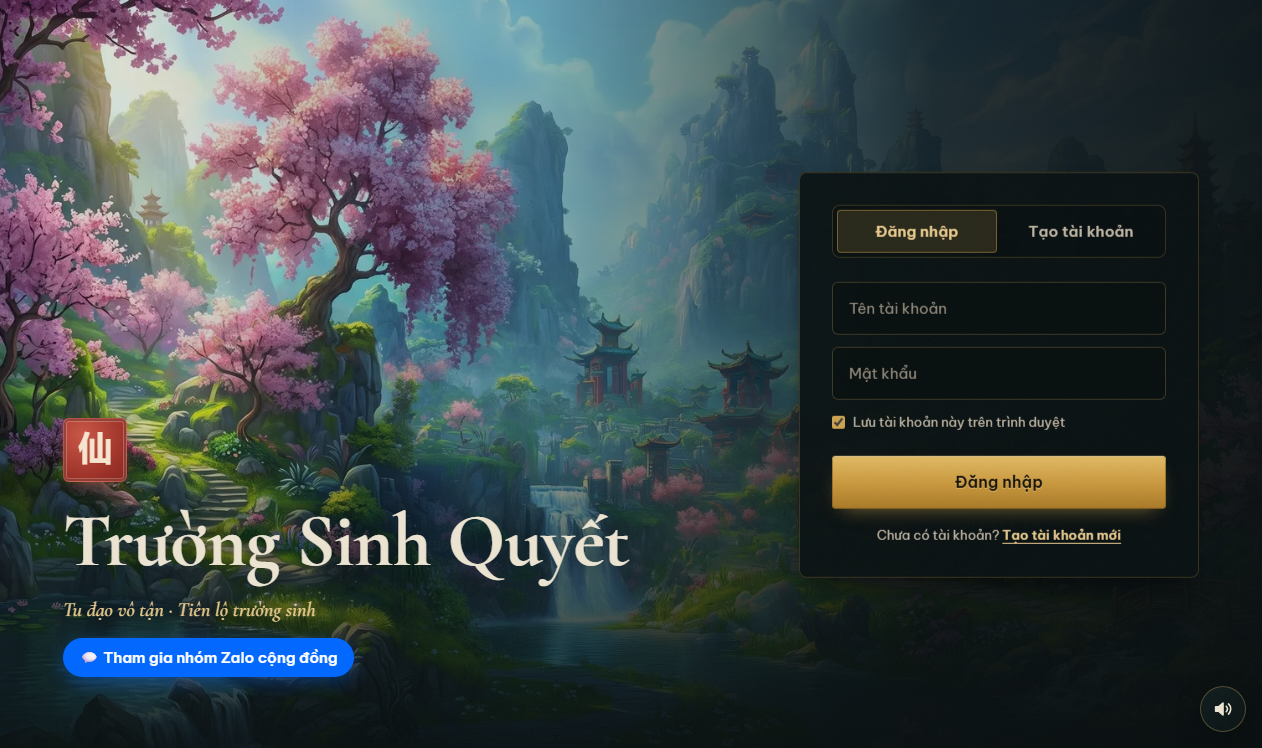 仙
Trường Sinh Quyết
Tu đạo vô tận · Tiên lộ trường sinh
Tham gia nhóm Zalo cộng đồng
Đăng nhập
Tạo tài khoản
Tên tài khoản
Mật khẩu
Lưu tài khoản này trên trình duyệt
Đăng nhập
Chưa có tài khoản? Tạo tài khoản mới